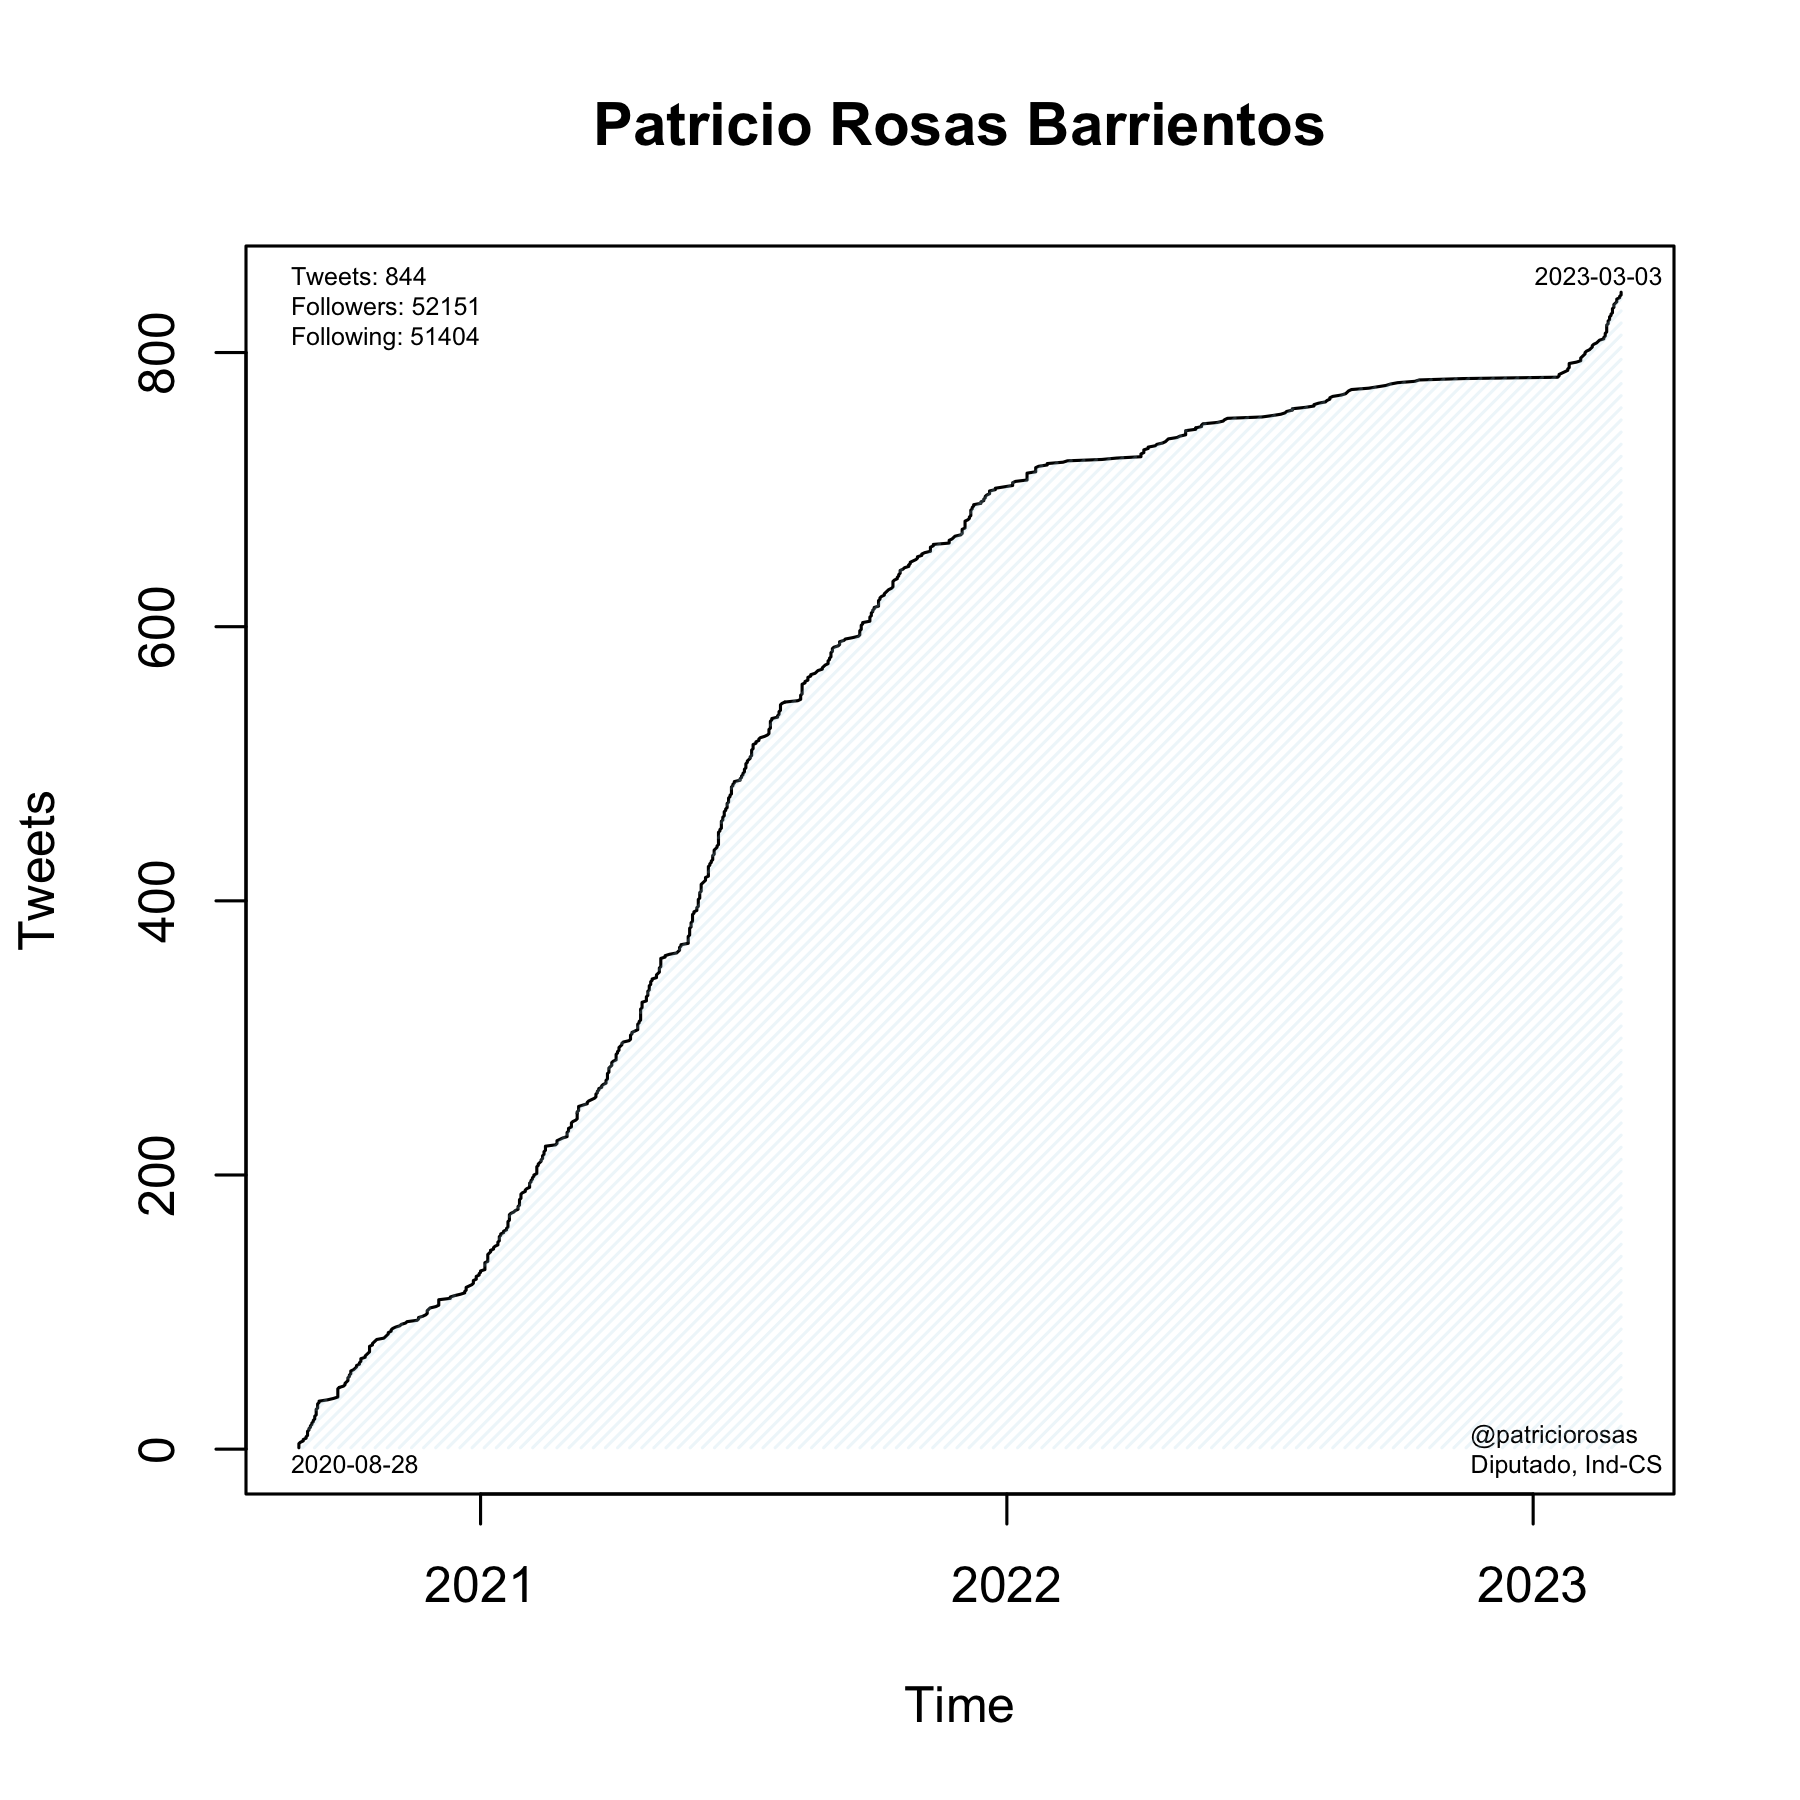 Patricio Rosas Barrientos
Tweets: 844
Followers: 52151
Following: 51404
2023-03-03
800
600
400
200
0
Tweets
2020-08-28
@patriciorosas
Diputado, Ind-CS
2021
2022
2023
Time